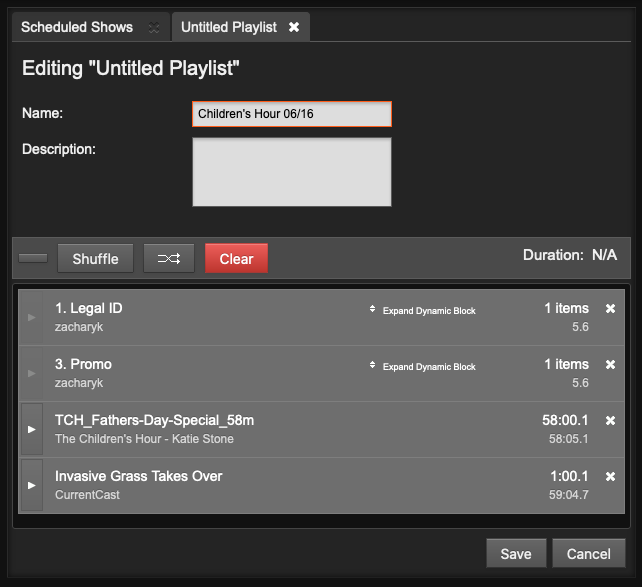 Scheduled Shows
Untitled Playlist
Editing "Untitled Playlist"
Name:
Children's Hour 06/16
Description:
Shuffle
Clear
Duration: N/A
1. Legal ID
Expand Dynamic Block
1 items
zacharyk
5.6
3. Promo
Expand Dynamic Block
1 items
zacharyk
5.6
TCH_Fathers-Day-Special_58m
58:00.1
The Children's Hour - Katie Stone
58:05.1
Invasive Grass Takes Over
1:00.1
CurrentCast
59:04.7
Save
Cancel